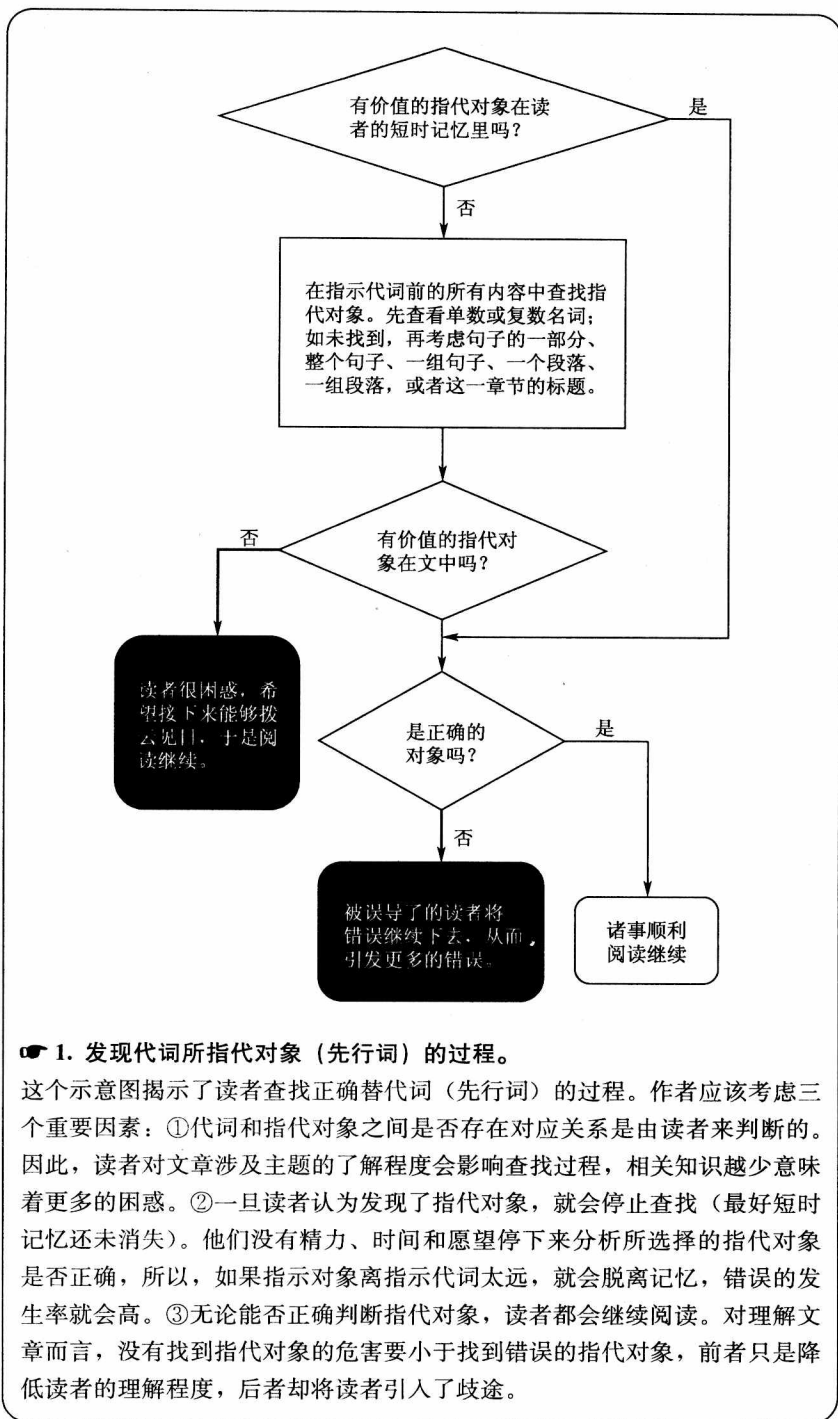 有价值的指代对象在读
者的短时记忆里吗？
是
否
在指示代词前的所有内容中查找指
代对象。先查看单数或复数名词；
如未找到，再考虑句子的一部分、
整个句子、一组句子、一个段落、
一组段落，或者这一章节的标题。
否
有价值的指代对
象在文中吗？
读者很困惑，希
望接下来能够拨
云见日，于是阅
读继续。
是正确的
对象吗？
是
否
被误导了的读者将
错误继续下去，从而
引发更多的错误。
诸事顺利
阅读继续
☛ 1. 发现代词所指代对象（先行词）的过程。
这个示意图揭示了读者查找正确替代词（先行词）的过程。作者应该考虑三
个重要因素：①代词和指代对象之间是否存在对应关系是由读者来判断的。
因此，读者对文章涉及主题的了解程度会影响查找过程，相关知识越少意味
着更多的困惑。②一旦读者认为发现了指代对象，就会停止查找（最好短时
记忆还未消失）。他们没有精力、时间和愿望停下来分析所选择的指代对象
是否正确，所以，如果指示对象离指示代词太远，就会脱离记忆，错误的发
生率就会高。③无论能否正确判断指代对象，读者都会继续阅读。对理解文
章而言，没有找到指代对象的危害要小于找到错误的指代对象，前者只是降
低读者的理解程度，后者却将读者引入了歧途。